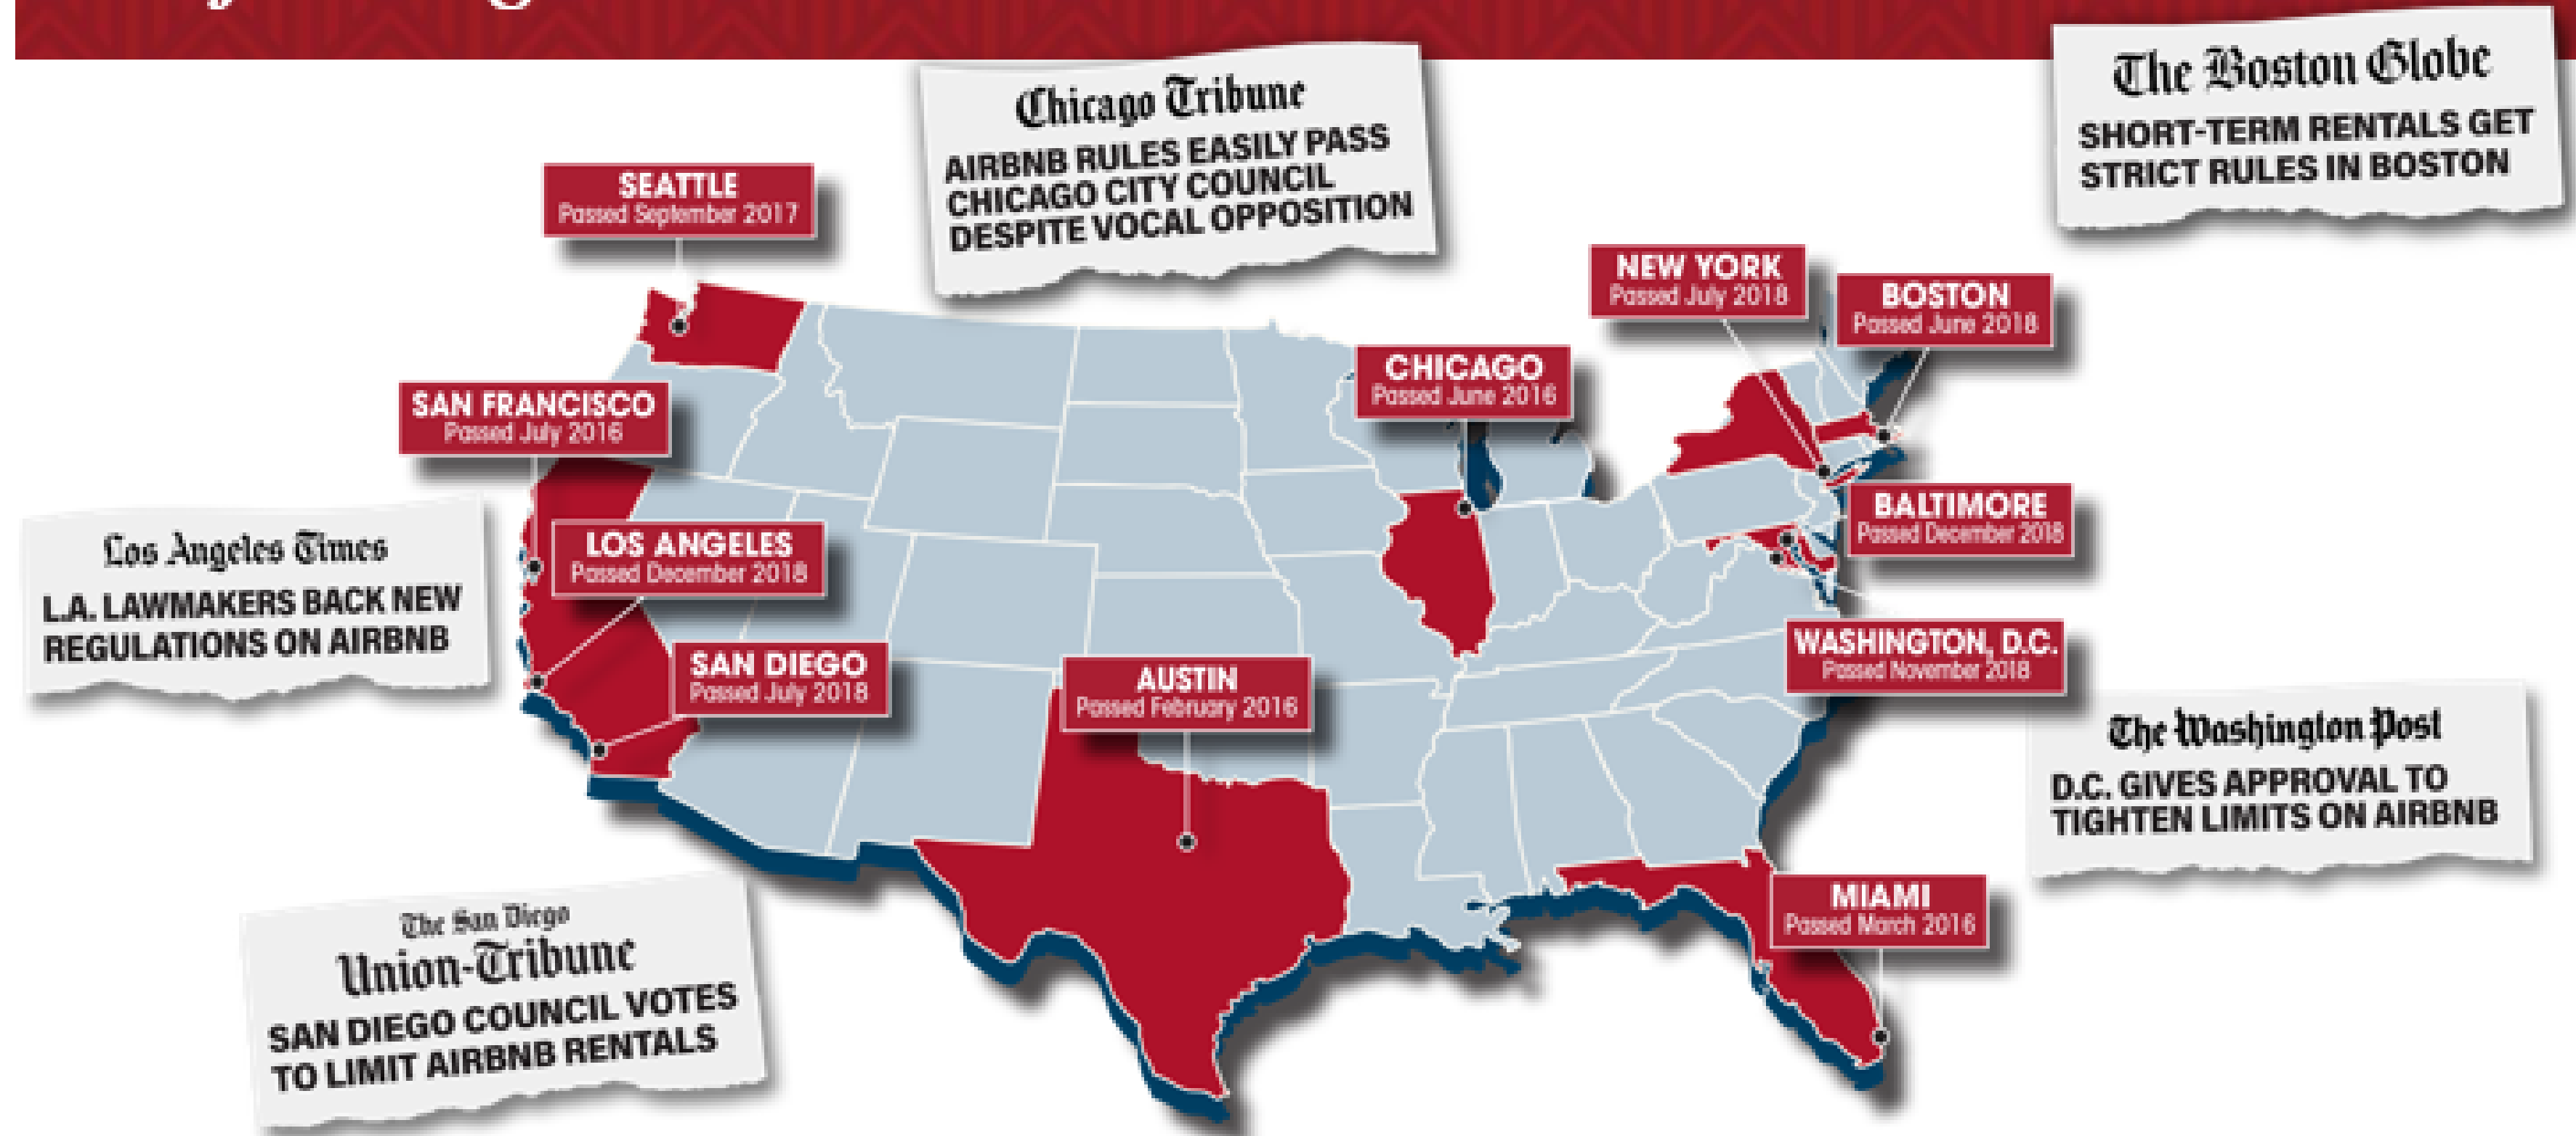 Chicago Tribune
AIRBNB RULES EASILY PASS
CHICAGO CITY COUNCIL
DESPITE VOCAL OPPOSITION
The Boston Globe
SHORT-TERM RENTALS GET
STRICT RULES IN BOSTON
SEATTLE
Passed September 2017
NEW YORK
Passed July 2018
BOSTON
Passed June 2018
CHICAGO
Passed June 2016
SAN FRANCISCO
Passed July 2016
Los Angeles Times
L.A. LAWMAKERS BACK NEW
REGULATIONS ON AIRBNB
LOS ANGELES
Passed December 2018
BALTIMORE
Passed December 2018
SAN DIEGO
Passed July 2018
AUSTIN
Passed February 2016
WASHINGTON, D.C.
Passed November 2018
The Washington Post
D.C. GIVES APPROVAL TO
TIGHTEN LIMITS ON AIRBNB
MIAMI
Passed March 2016
The San Diego
Union-Tribune
SAN DIEGO COUNCIL VOTES
TO LIMIT AIRBNB RENTALS